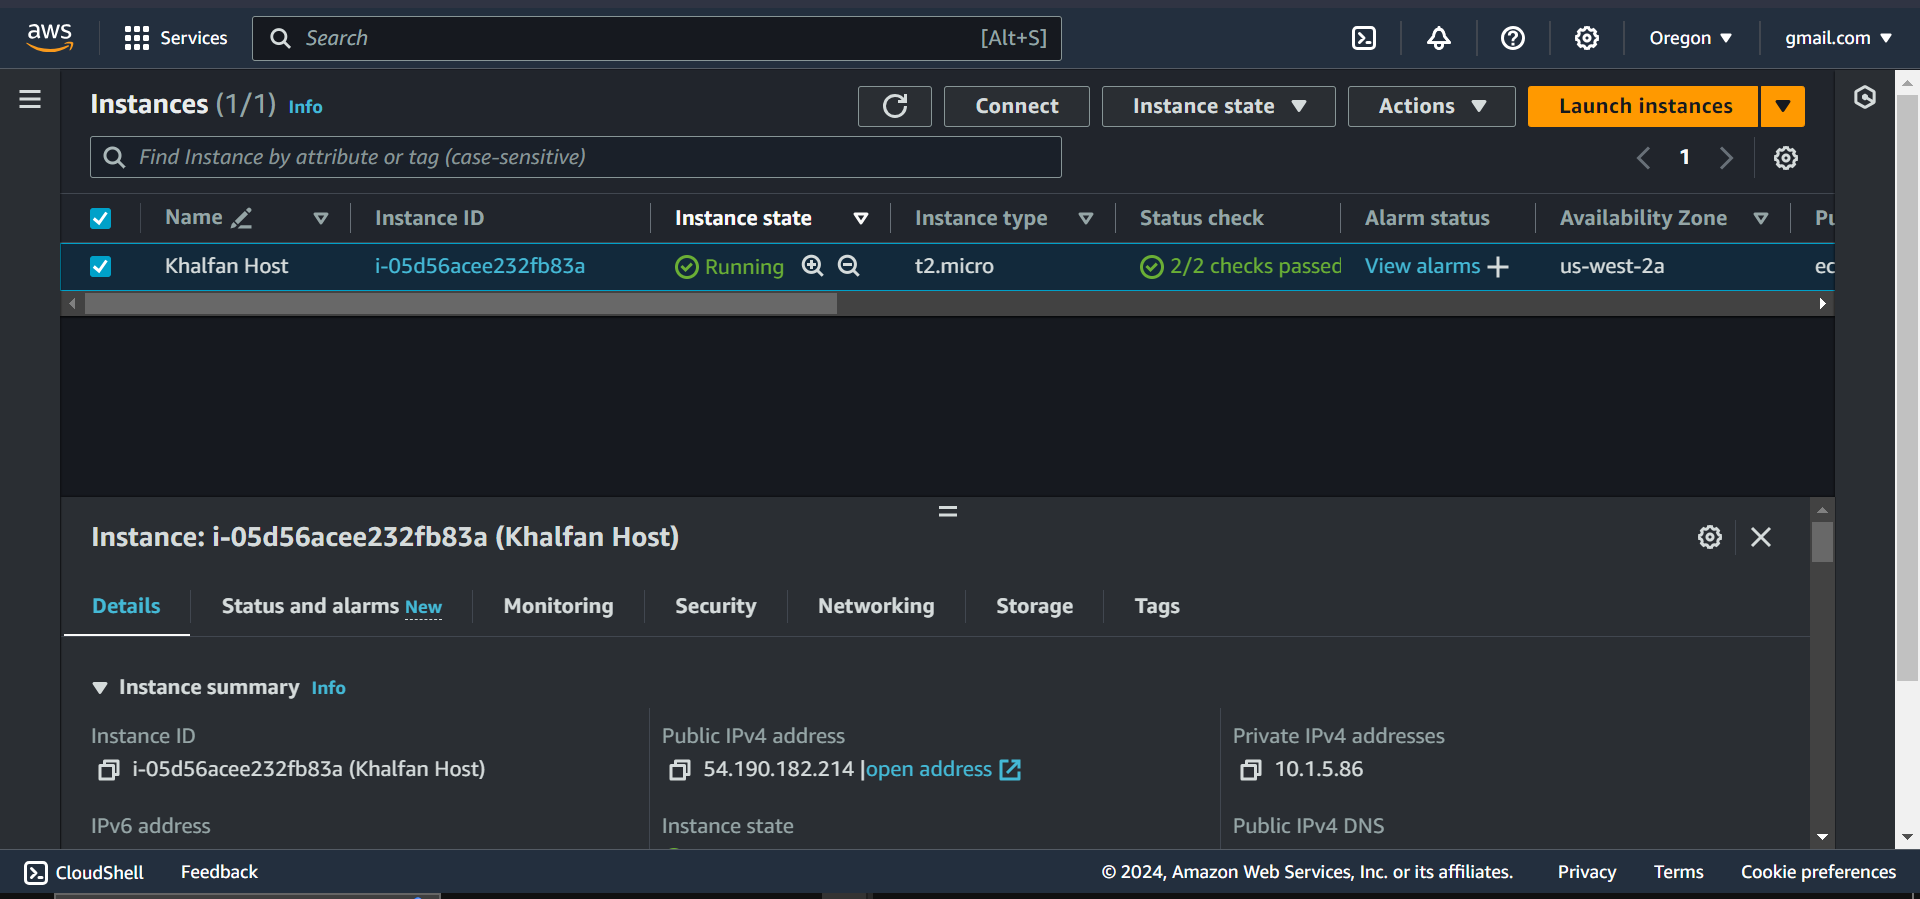 aws Services Search [Alt+S] Oregon gmail.com
Instances (1/1) Info Connect Instance state Actions Launch instances
Find Instance by attribute or tag (case-sensitive) 1
Name Instance ID Instance state Instance type Status check Alarm status Availability Zone
Khalfan Host i-05d56acee232fb83a Running t2.micro 2/2 checks passed View alarms us-west-2a
Instance: i-05d56acee232fb83a (Khalfan Host)
Details Status and alarms New Monitoring Security Networking Storage Tags
Instance summary Info
Instance ID Public IPv4 address Private IPv4 addresses
i-05d56acee232fb83a (Khalfan Host) 54.190.182.214 |open address 10.1.5.86
IPv6 address Instance state Public IPv4 DNS
CloudShell Feedback © 2024, Amazon Web Services, Inc. or its affiliates. Privacy Terms Cookie preferences